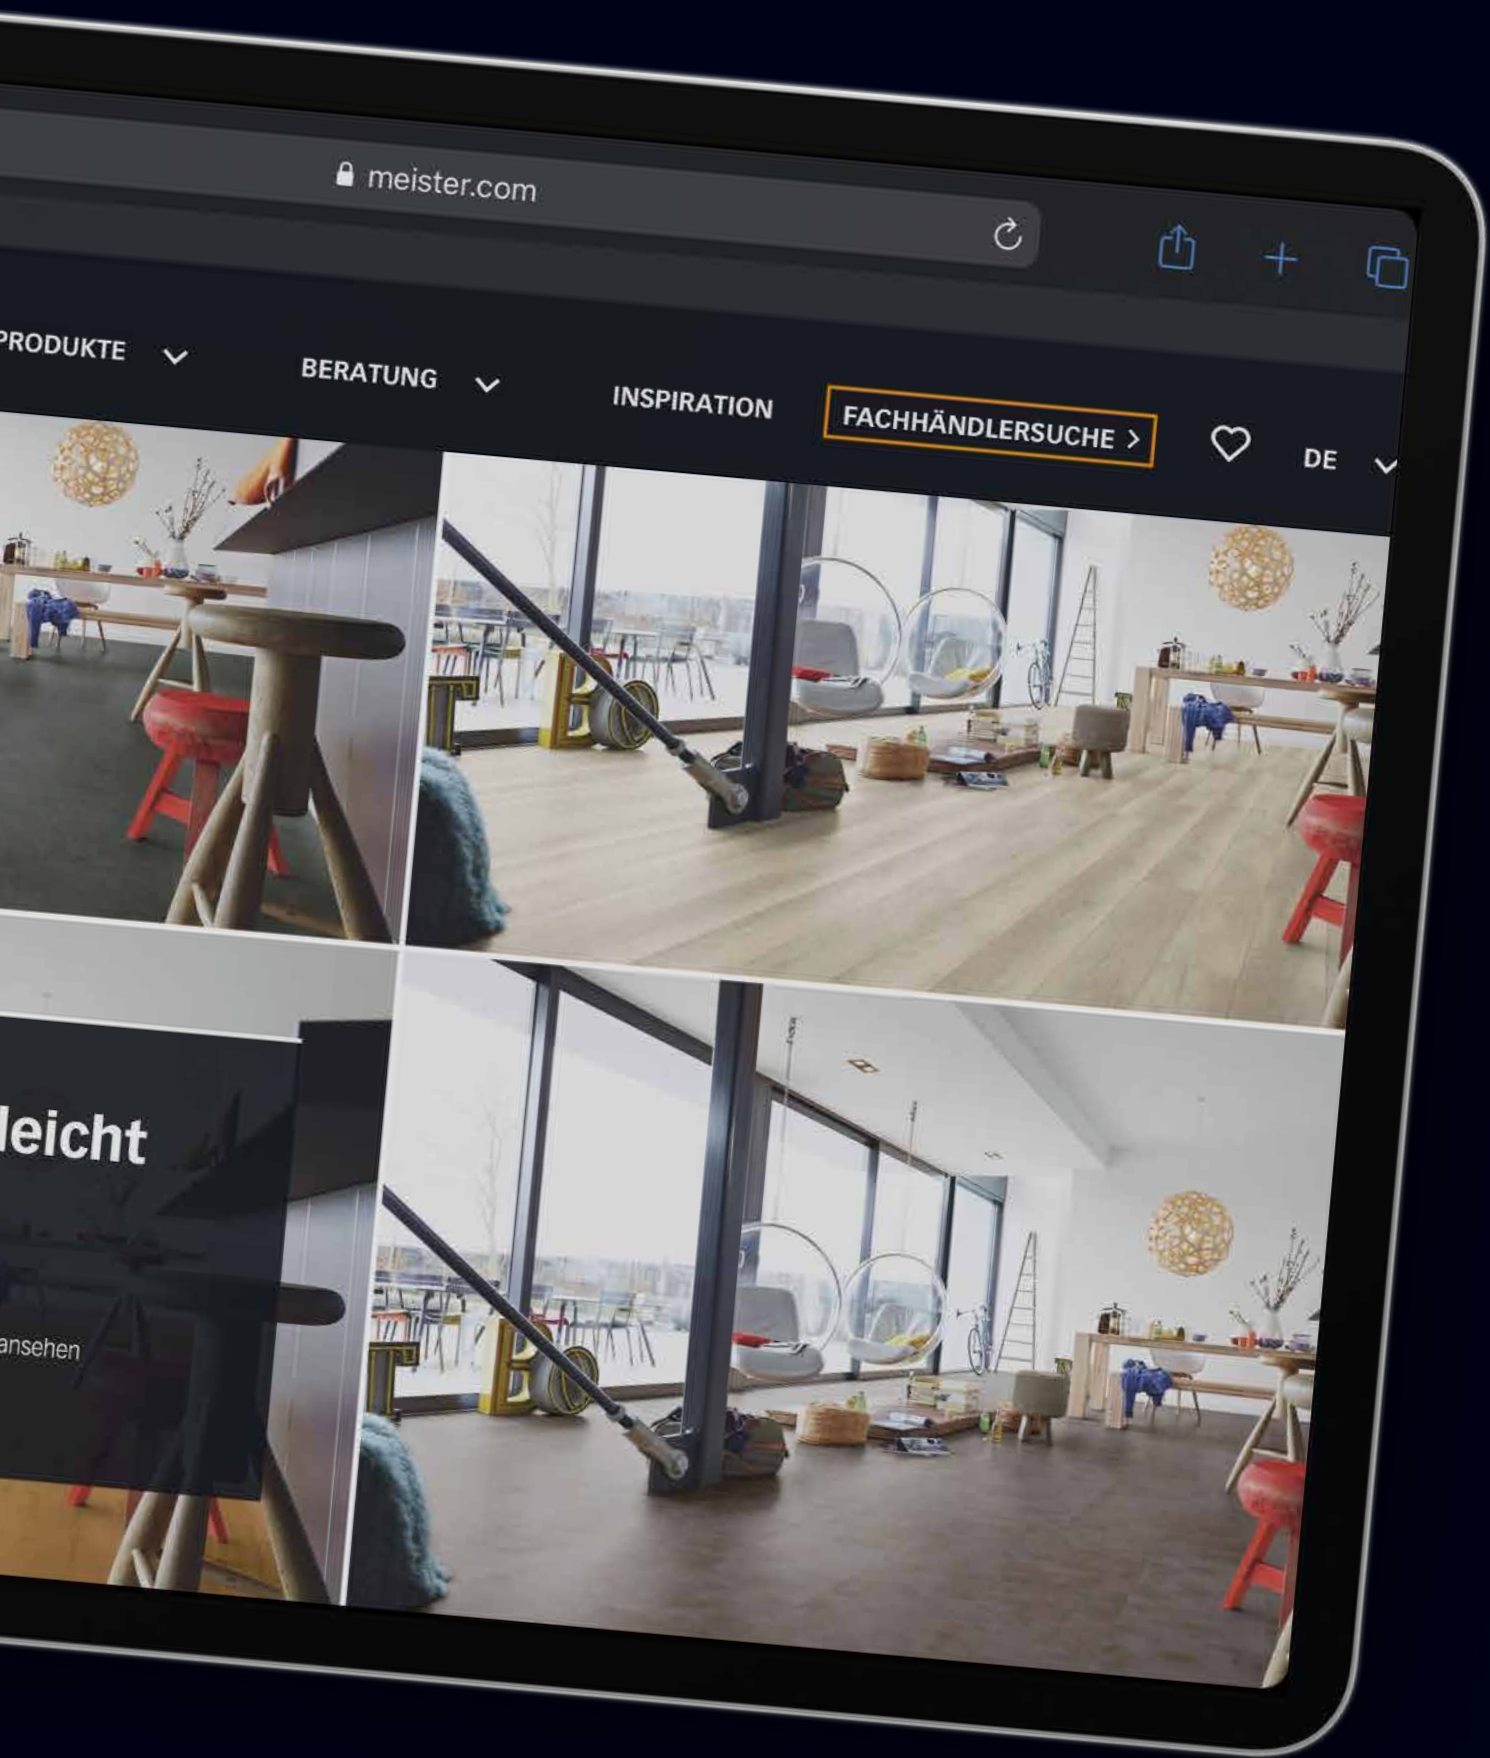 meister.com
PRODUKTE
BERATUNG
INSPIRATION
FACHHÄNDLERSUCHE >
DE
leicht
ansehen